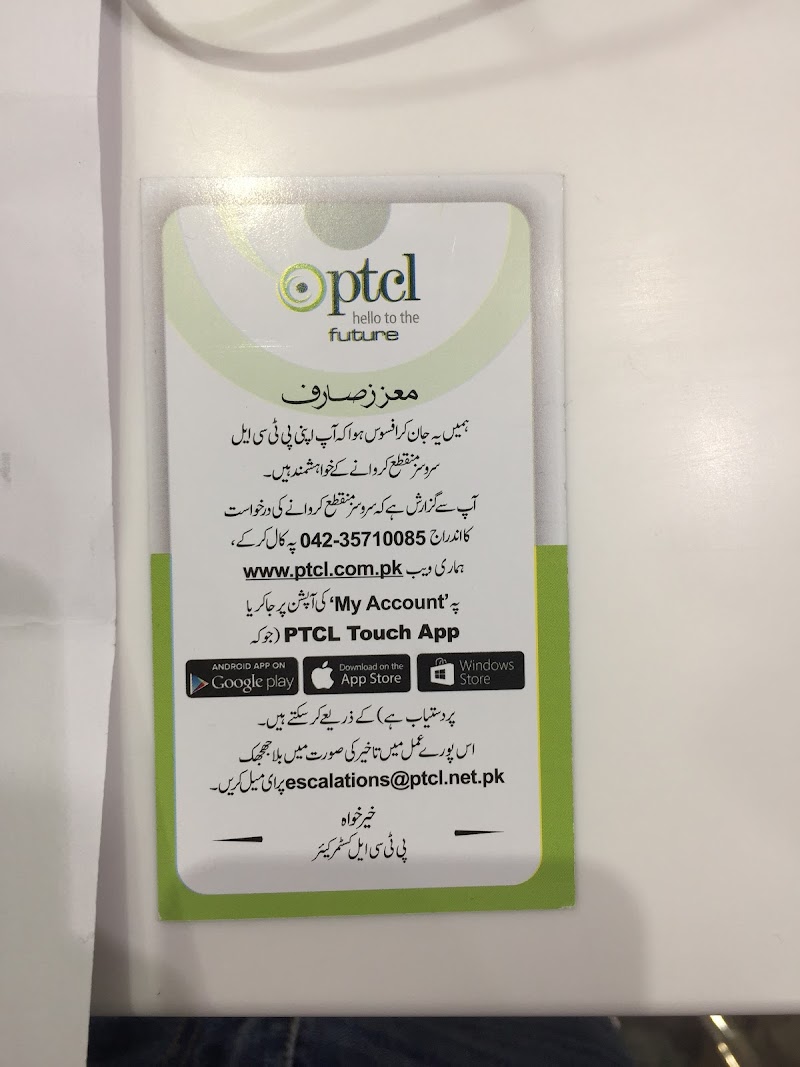 ptcl
hello to the
future
معزز صارف
ہمیں یہ جان کر افسوس ہوا کہ آپ اپنی پی ٹی سی ایل
سروسز منقطع کروانے کے خواہشمند ہیں۔
آپ سے گزارش ہے کہ سروسز منقطع کروانے کی درخواست
کا اندراج 042-35710085 پہ کال کر کے،
ہماری ویب www.ptcl.com.pk
پہ 'My Account' کی آپشن پر جا کر یا
PTCL Touch App (جو کہ
ANDROID APP ON Google play Download on the App Store Windows Store
پر دستیاب ہے) کے ذریعے کر سکتے ہیں۔
اس پورے عمل میں تاخیر کی صورت میں بلا جھجھک
escalations@ptcl.net.pk پر ای میل کریں۔
خیر خواہ
پی ٹی سی ایل کسٹمر کیئر